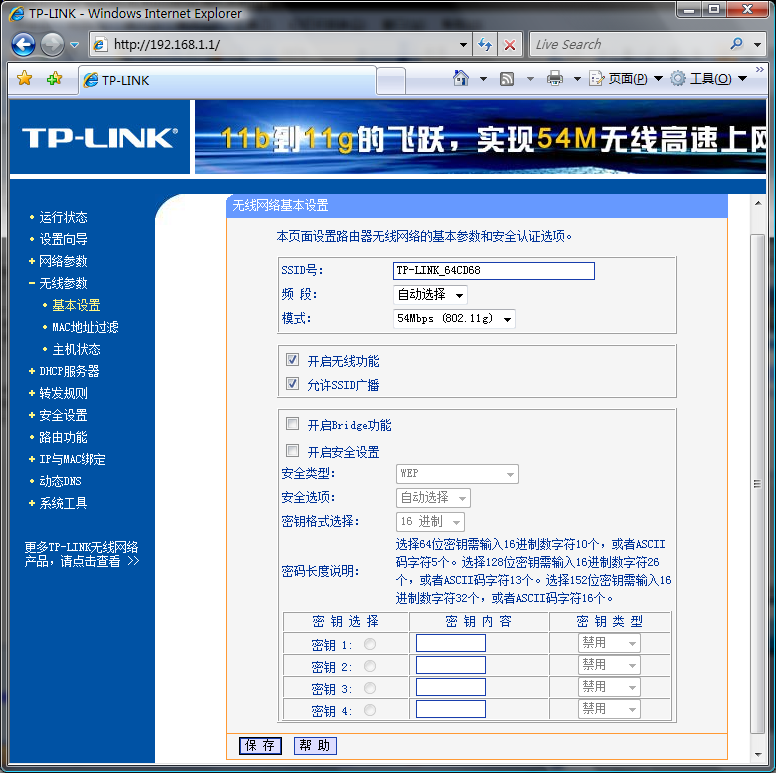 TP-LINK - Windows Internet Explorer
http://192.168.1.1/
Live Search
TP-LINK
页面(P)
工具(O)
TP-LINK®
11b到11g的飞跃，实现54M无线高速上网
运行状态
设置向导
网络参数
无线参数
基本设置
MAC地址过滤
主机状态
DHCP服务器
转发规则
安全设置
路由功能
IP与MAC绑定
动态DNS
系统工具
更多TP-LINK无线网络
产品，请点击查看 >>
无线网络基本设置
本页面设置路由器无线网络的基本参数和安全认证选项。
SSID号： TP-LINK_64CD68
频 段： 自动选择
模式： 54Mbps (802.11g)
开启无线功能
允许SSID广播
开启Bridge功能
开启安全设置
安全类型： WEP
安全选项： 自动选择
密钥格式选择： 16 进制
密码长度说明：
选择64位密钥需输入16进制数字符10个，或者ASCII
码字符5个。选择128位密钥需输入16进制数字符26
个，或者ASCII码字符13个。选择152位密钥需输入16
进制数字符32个，或者ASCII码字符16个。
密 钥 选 择 密 钥 内 容 密 钥 类 型
密钥 1： 禁用
密钥 2： 禁用
密钥 3： 禁用
密钥 4： 禁用
保 存 帮 助